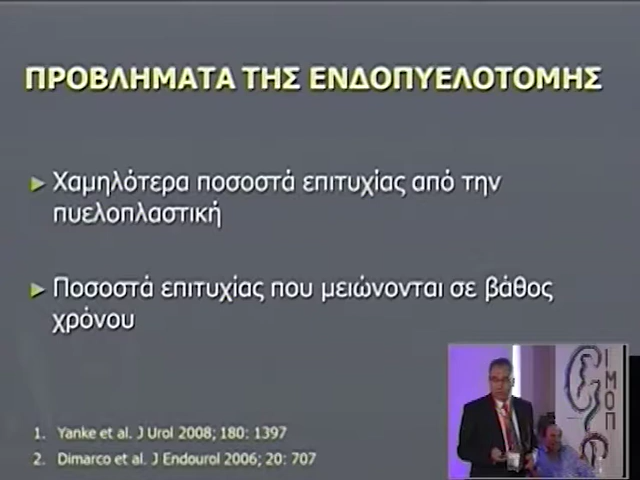 ΠΡΟΒΛΗΜΑΤΑ ΤΗΣ ΕΝΔΟΠΥΕΛΟΤΟΜΗΣ
► Χαμηλότερα ποσοστά επιτυχίας από την
πυελοπλαστική
► Ποσοστά επιτυχίας που μειώνονται σε βάθος
χρόνου
1. Yanke et al. J Urol 2008; 180: 1397
2. Dimarco et al. J Endourol 2006; 20: 707
ΙΜΟΠ